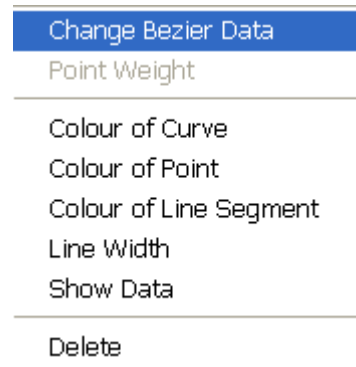 Change Bezier Data
Point Weight
Colour of Curve
Colour of Point
Colour of Line Segment
Line Width
Show Data
Delete